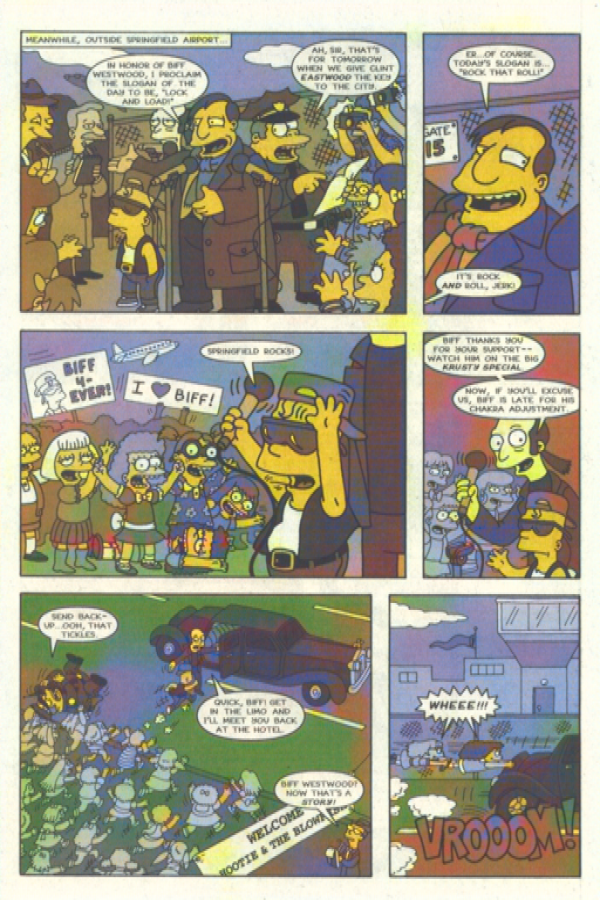 MEANWHILE, OUTSIDE SPRINGFIELD AIRPORT...
IN HONOR OF BIFF
WESTWOOD, I PROCLAIM
THE SLOGAN OF THE
DAY TO BE, "LOCK
AND LOAD!"
AH, SIR, THAT'S
FOR TOMORROW
WHEN WE GIVE CLINT
EASTWOOD THE KEY
TO THE CITY.
ER...OF COURSE.
TODAY'S SLOGAN IS...
"ROCK THAT ROLL!"
GATE
15
IT'S ROCK
AND ROLL, JERK!
BIFF
4-
EVER!
I ♥ BIFF!
SPRINGFIELD ROCKS!
BIFF THANKS YOU
FOR YOUR SUPPORT--
WATCH HIM ON THE BIG
KRUSTY SPECIAL
NOW, IF YOU'LL EXCUSE
US, BIFF IS LATE FOR HIS
CHAKRA ADJUSTMENT.
SEND BACK-
UP...OOH, THAT
TICKLES.
QUICK, BIFF! GET
IN THE LIMO AND
I'LL MEET YOU BACK
AT THE HOTEL.
BIFF WESTWOOD?
NOW THAT'S A
STORY!
WELCOME
HOOTIE & THE BLOWFISH
WHEEE!!!
VROOOM!